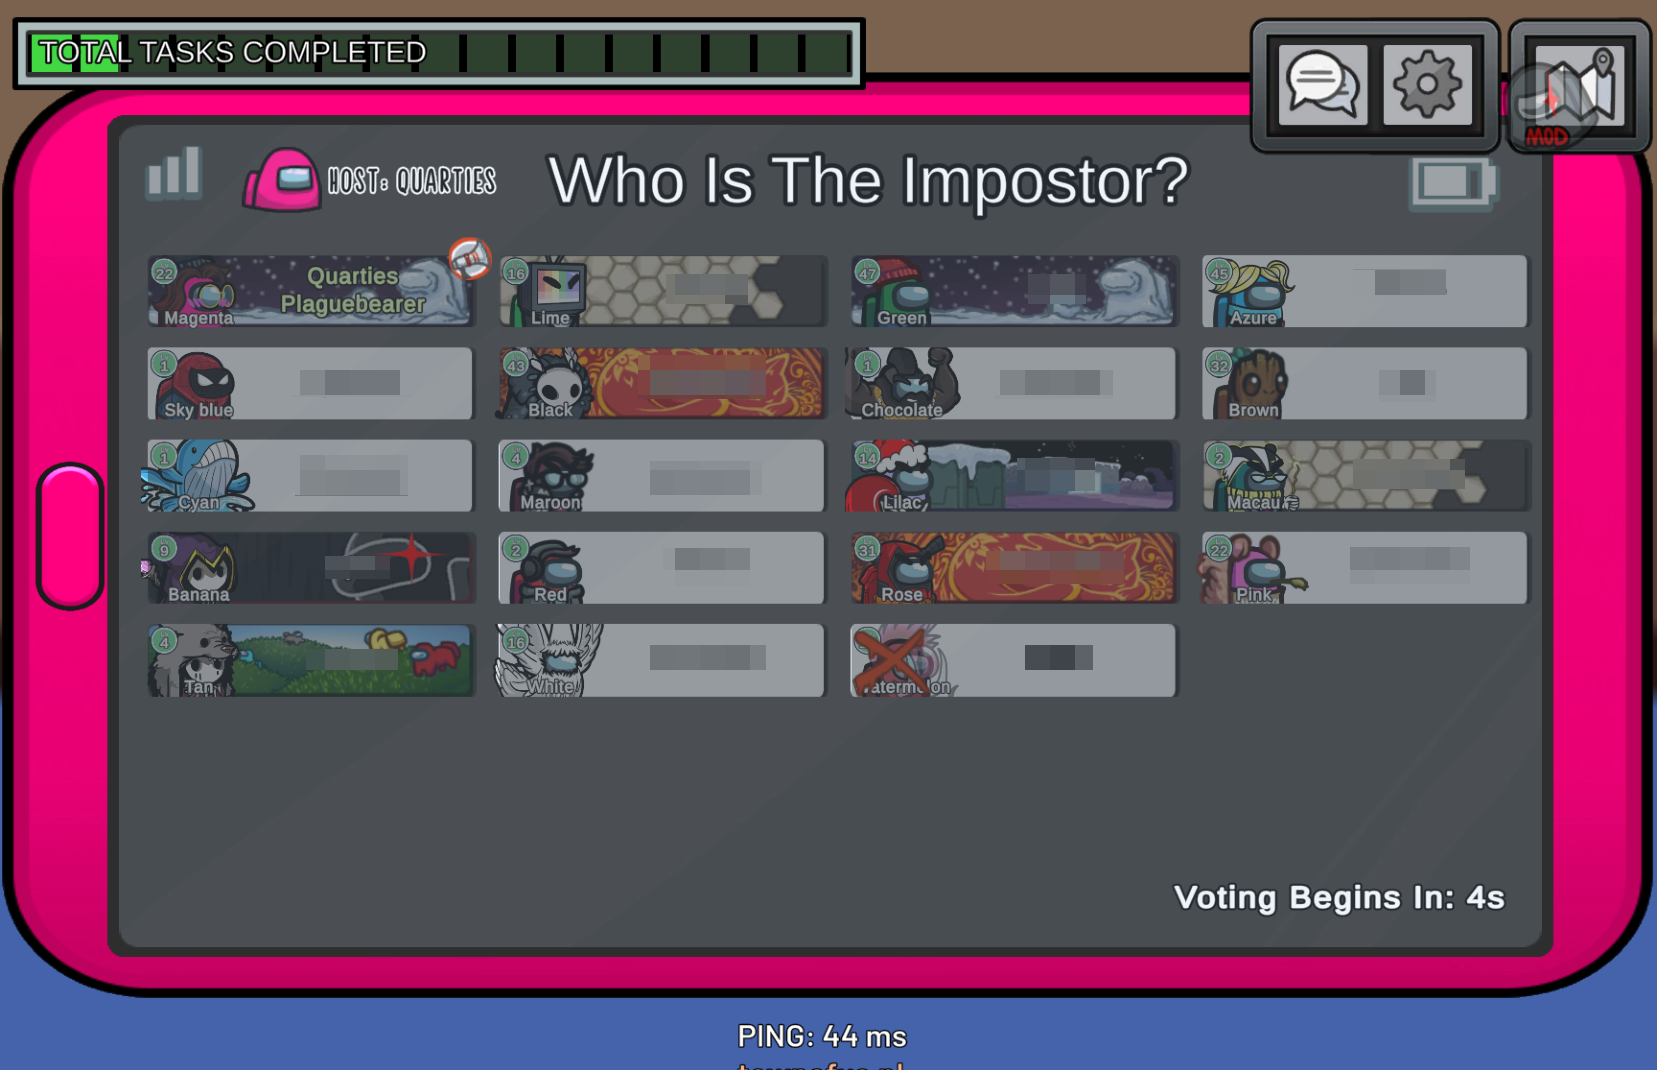 TOTAL TASKS COMPLETED
MOD
HOST: QUARTIES
Who Is The Impostor?
22
Quarties
Plaguebearer
Magenta
16
Lime
47
Green
45
Azure
1
Sky blue
43
Black
1
Chocolate
32
Brown
1
Cyan
4
Maroon
14
Lilac
2
Macau
9
Banana
2
Red
31
Rose
22
Pink
4
Tan
16
White
Voting Begins In: 4s
PING: 44 ms